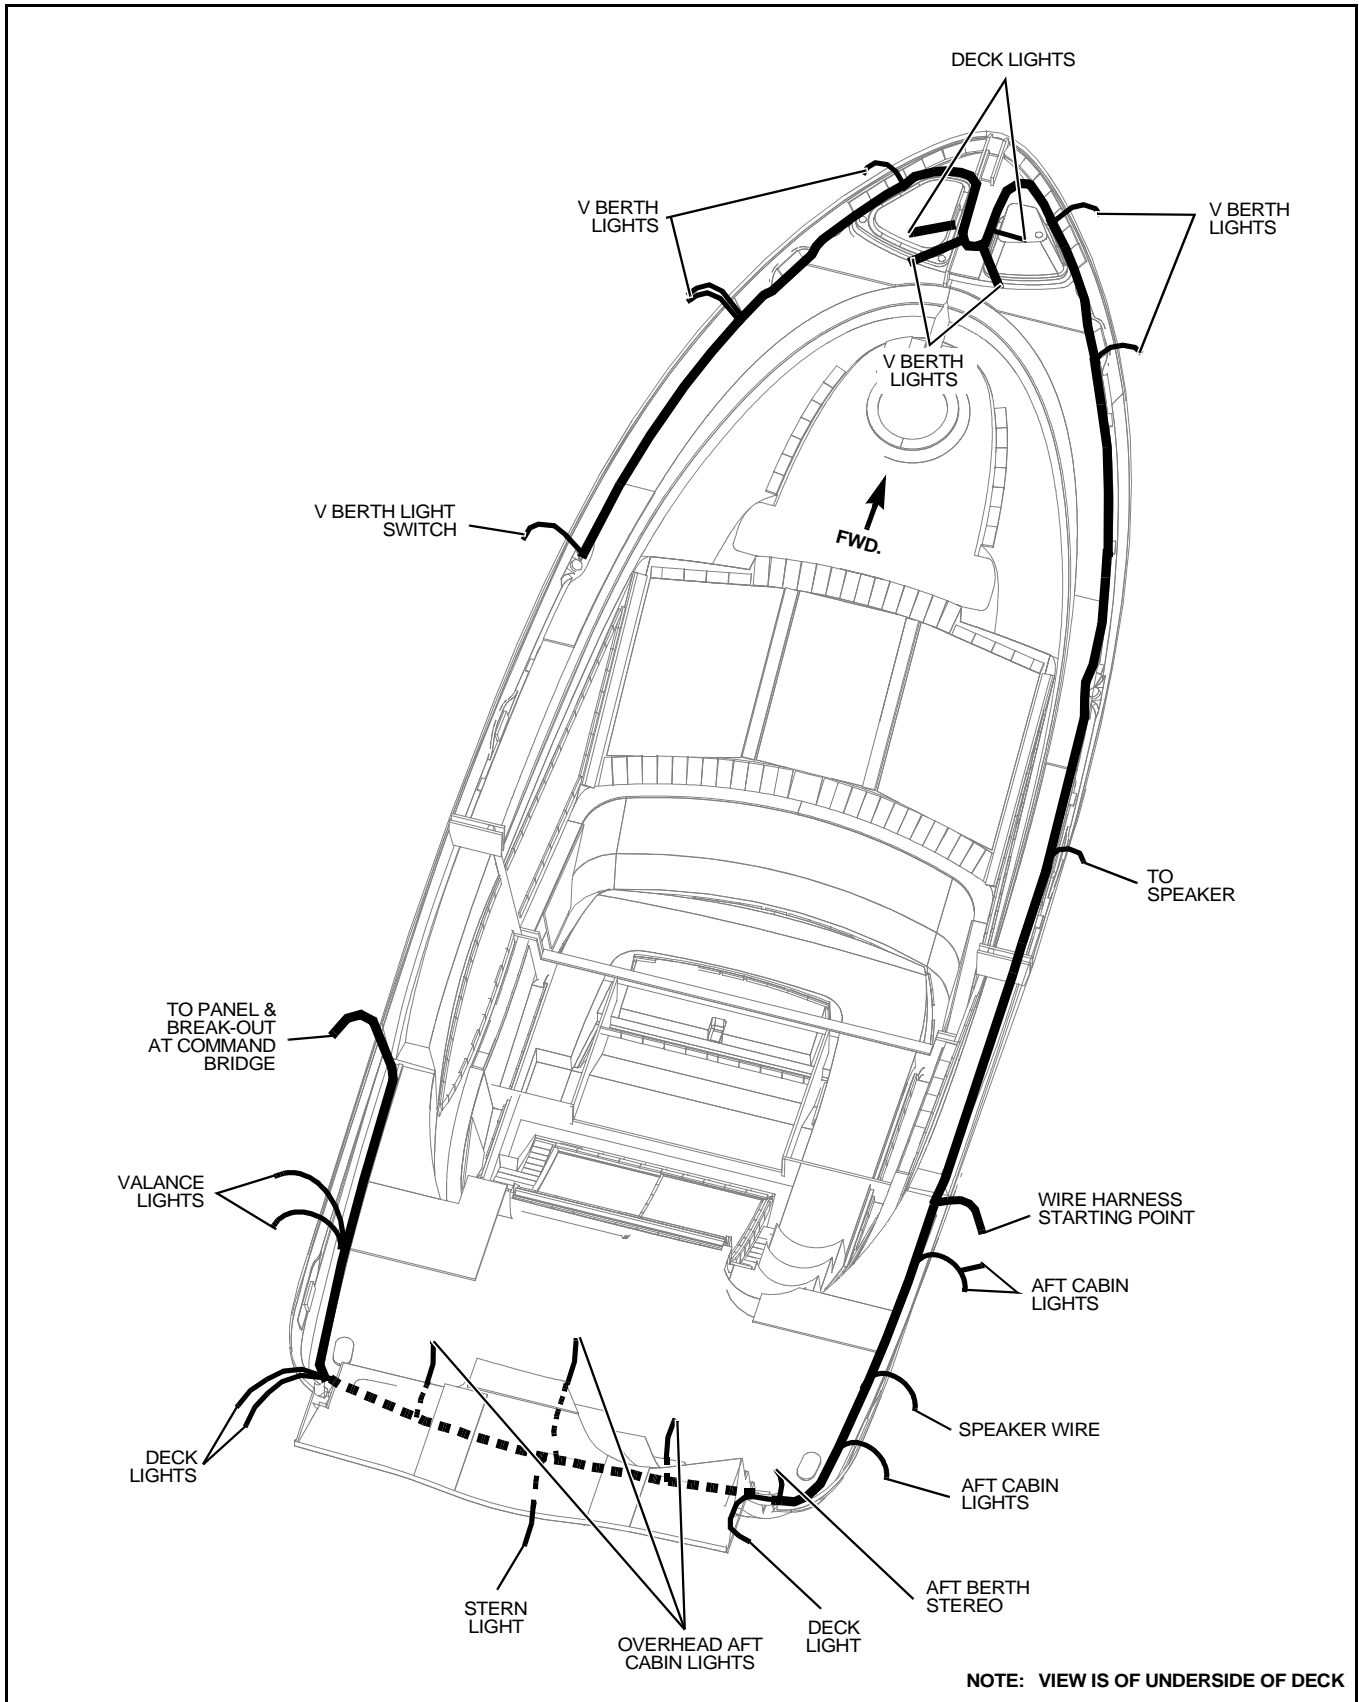 DECK LIGHTS
V BERTH
LIGHTS
V BERTH
LIGHTS
V BERTH
LIGHTS
V BERTH LIGHT
SWITCH
FWD.
TO
SPEAKER
TO PANEL &
BREAK-OUT
AT COMMAND
BRIDGE
VALANCE
LIGHTS
WIRE HARNESS
STARTING POINT
AFT CABIN
LIGHTS
SPEAKER WIRE
DECK
LIGHTS
AFT CABIN
LIGHTS
AFT BERTH
STEREO
STERN
LIGHT
DECK
LIGHT
OVERHEAD AFT
CABIN LIGHTS
NOTE: VIEW IS OF UNDERSIDE OF DECK